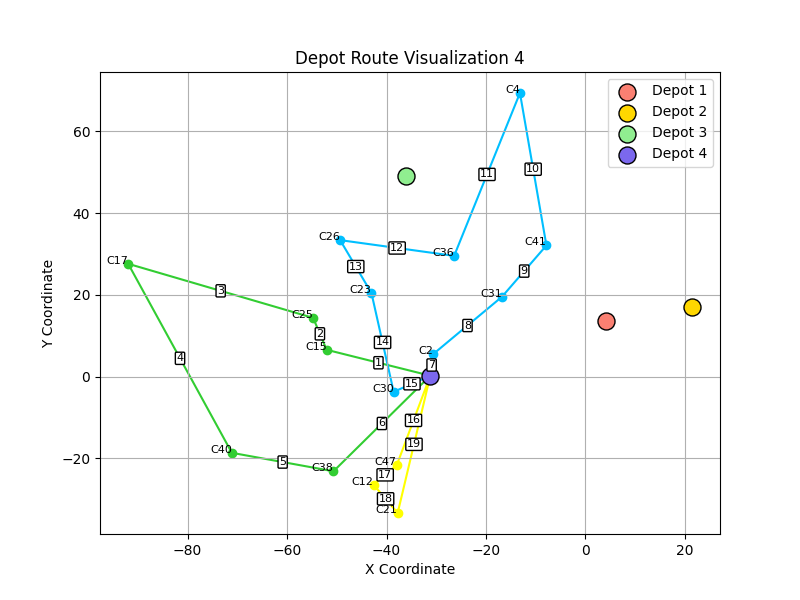 Depot Route Visualization 4
Depot 1
Depot 2
Depot 3
Depot 4
C4
11
10
C26
12
C36
C41
C17
13
9
3
C23
C31
C25
2
14
8
C15
C2
4
1
7
C30
15
16
6
19
C40
5
C38
C47
17
C12
18
C21
60
40
20
0
−20
Y Coordinate
−80
−60
−40
−20
0
20
X Coordinate